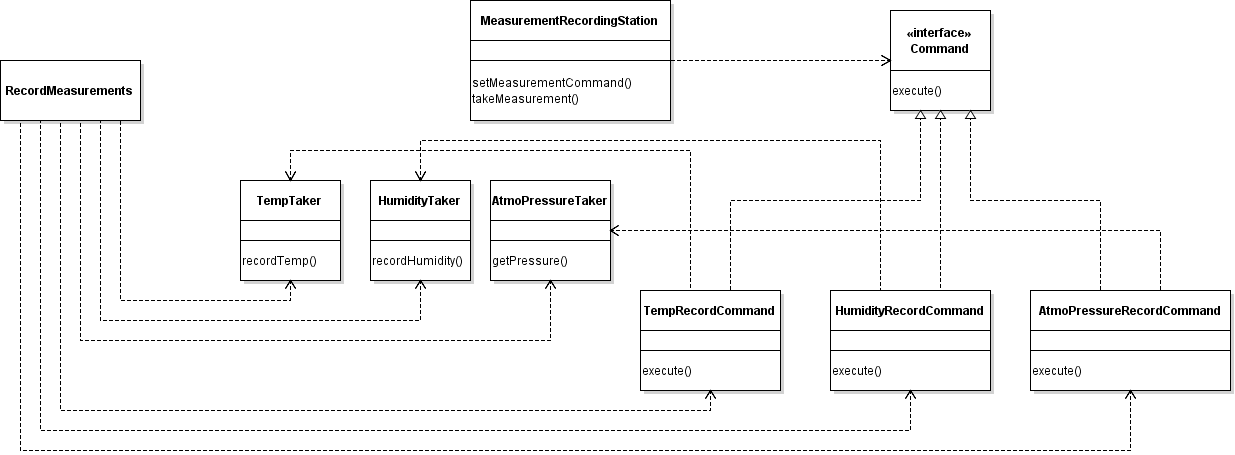 MeasurementRecordingStation
setMeasurementCommand()
takeMeasurement()
«interface»
Command
execute()
RecordMeasurements
TempTaker
recordTemp()
HumidityTaker
recordHumidity()
AtmoPressureTaker
getPressure()
TempRecordCommand
execute()
HumidityRecordCommand
execute()
AtmoPressureRecordCommand
execute()